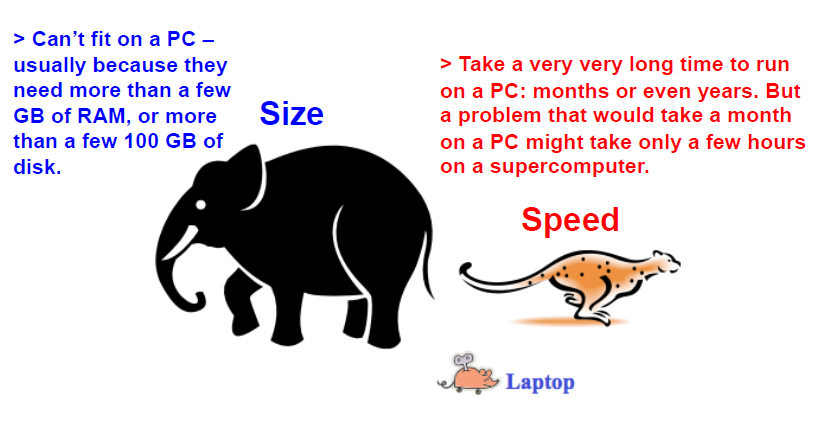 > Can’t fit on a PC –
usually because they
need more than a few
GB of RAM, or more
than a few 100 GB of
disk.
Size
> Take a very very long time to run
on a PC: months or even years. But
a problem that would take a month
on a PC might take only a few hours
on a supercomputer.
Speed
Laptop